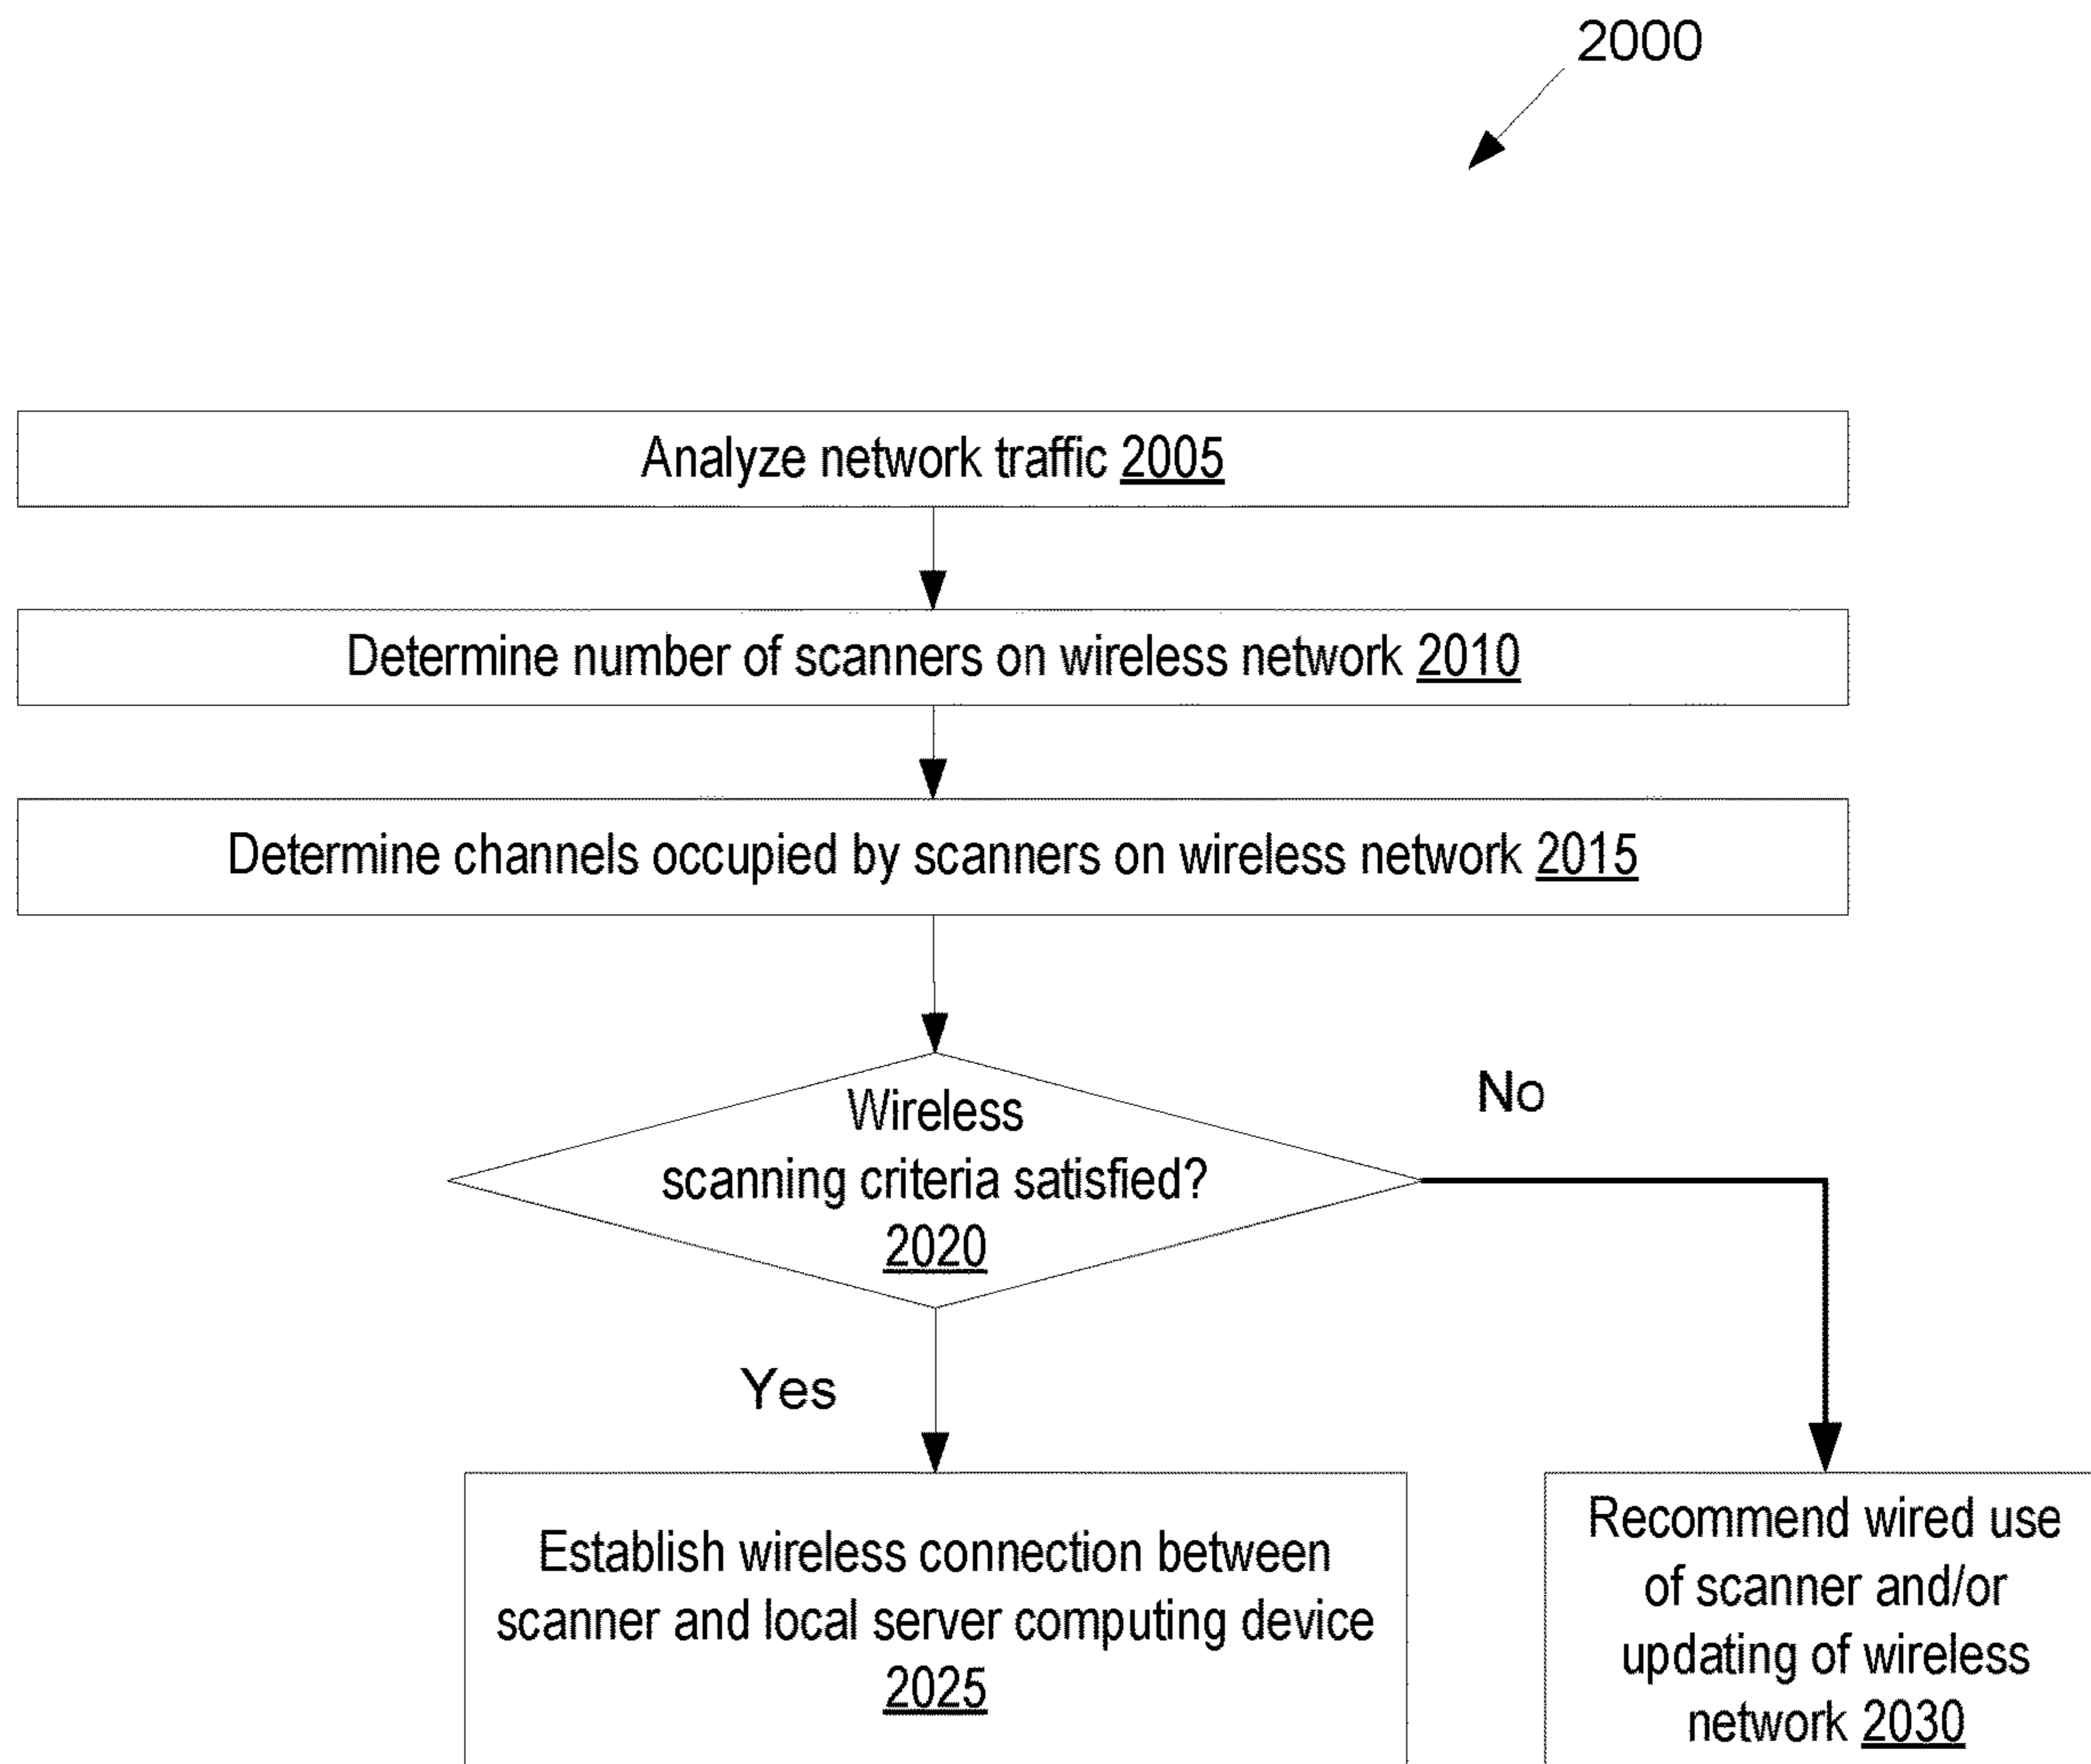 2000
Analyze network traffic 2005
Determine number of scanners on wireless network 2010
Determine channels occupied by scanners on wireless network 2015
Wireless
scanning criteria satisfied?
2020
No
Yes
Establish wireless connection between
scanner and local server computing device
2025
Recommend wired use
of scanner and/or
updating of wireless
network 2030